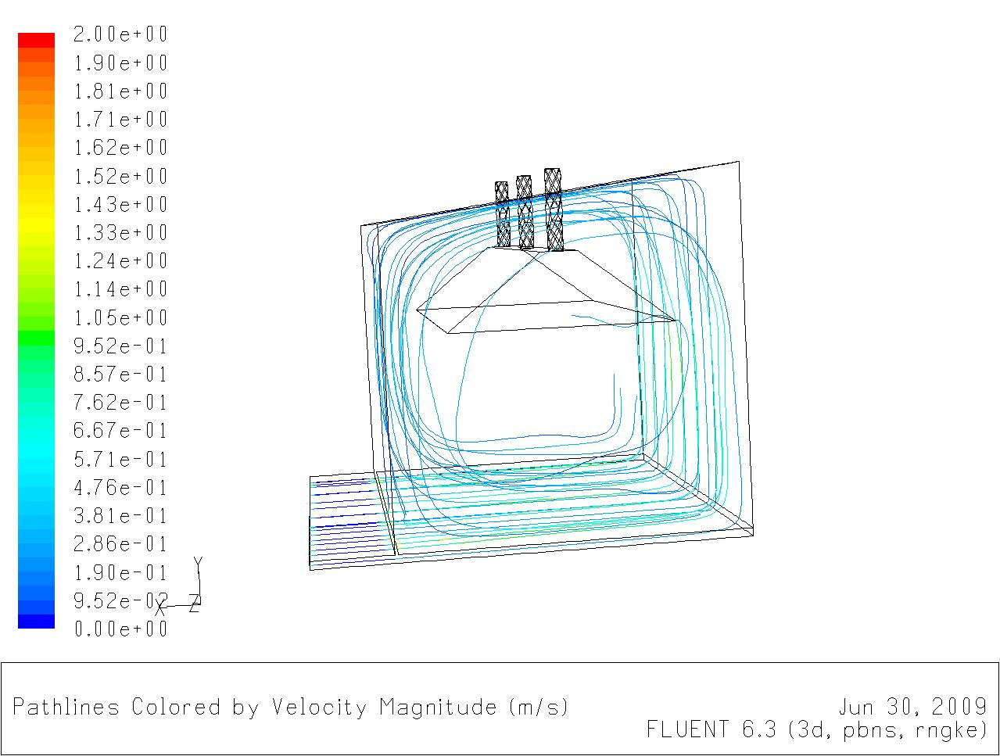 2.00e+00
1.90e+00
1.81e+00
1.71e+00
1.62e+00
1.52e+00
1.43e+00
1.33e+00
1.24e+00
1.14e+00
1.05e+00
9.52e-01
8.57e-01
7.62e-01
6.67e-01
5.71e-01
4.76e-01
3.81e-01
2.86e-01
1.90e-01
9.52e-02
0.00e+00
Y
X Z
Pathlines Colored by Velocity Magnitude (m/s)
Jun 30, 2009
FLUENT 6.3 (3d, pbns, rngke)